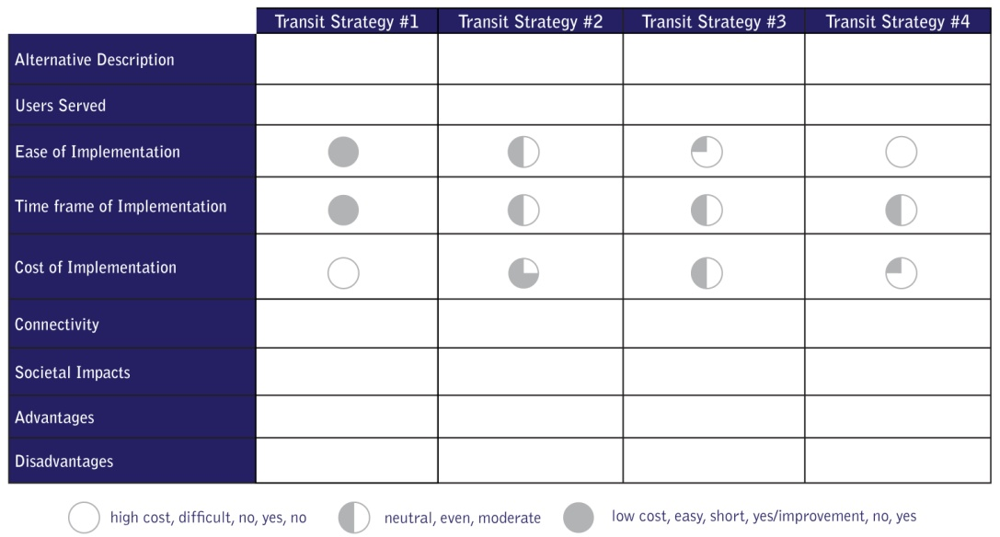 Transit Strategy #1 Transit Strategy #2 Transit Strategy #3 Transit Strategy #4
Alternative Description
Users Served
Ease of Implementation
Time frame of Implementation
Cost of Implementation
Connectivity
Societal Impacts
Advantages
Disadvantages
high cost, difficult, no, yes, no neutral, even, moderate low cost, easy, short, yes/improvement, no, yes